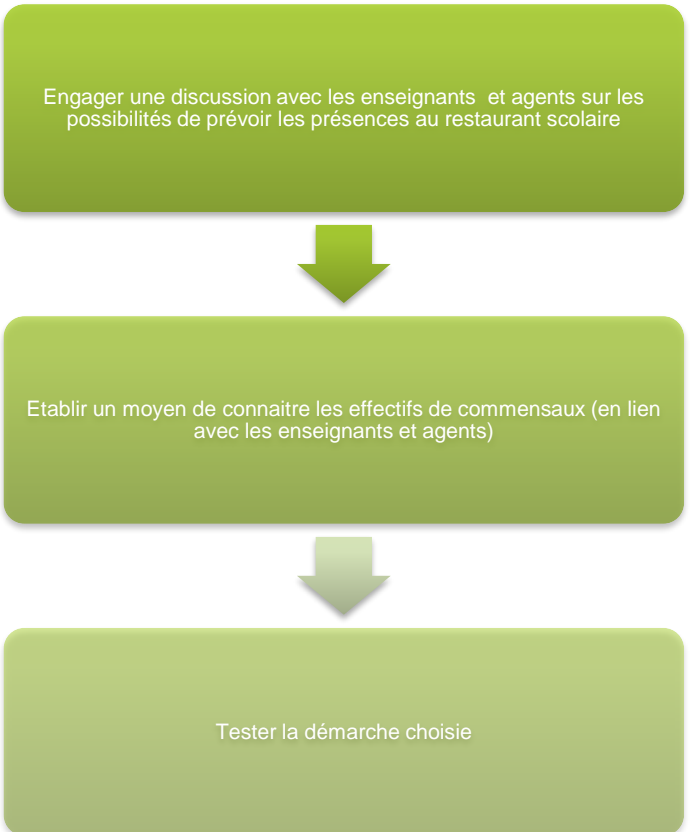 Engager une discussion avec les enseignants  et agents sur les
possibilités de prévoir les présences au restaurant scolaire
Etablir un moyen de connaitre les effectifs de commensaux (en lien
avec les enseignants et agents)
Tester la démarche choisie